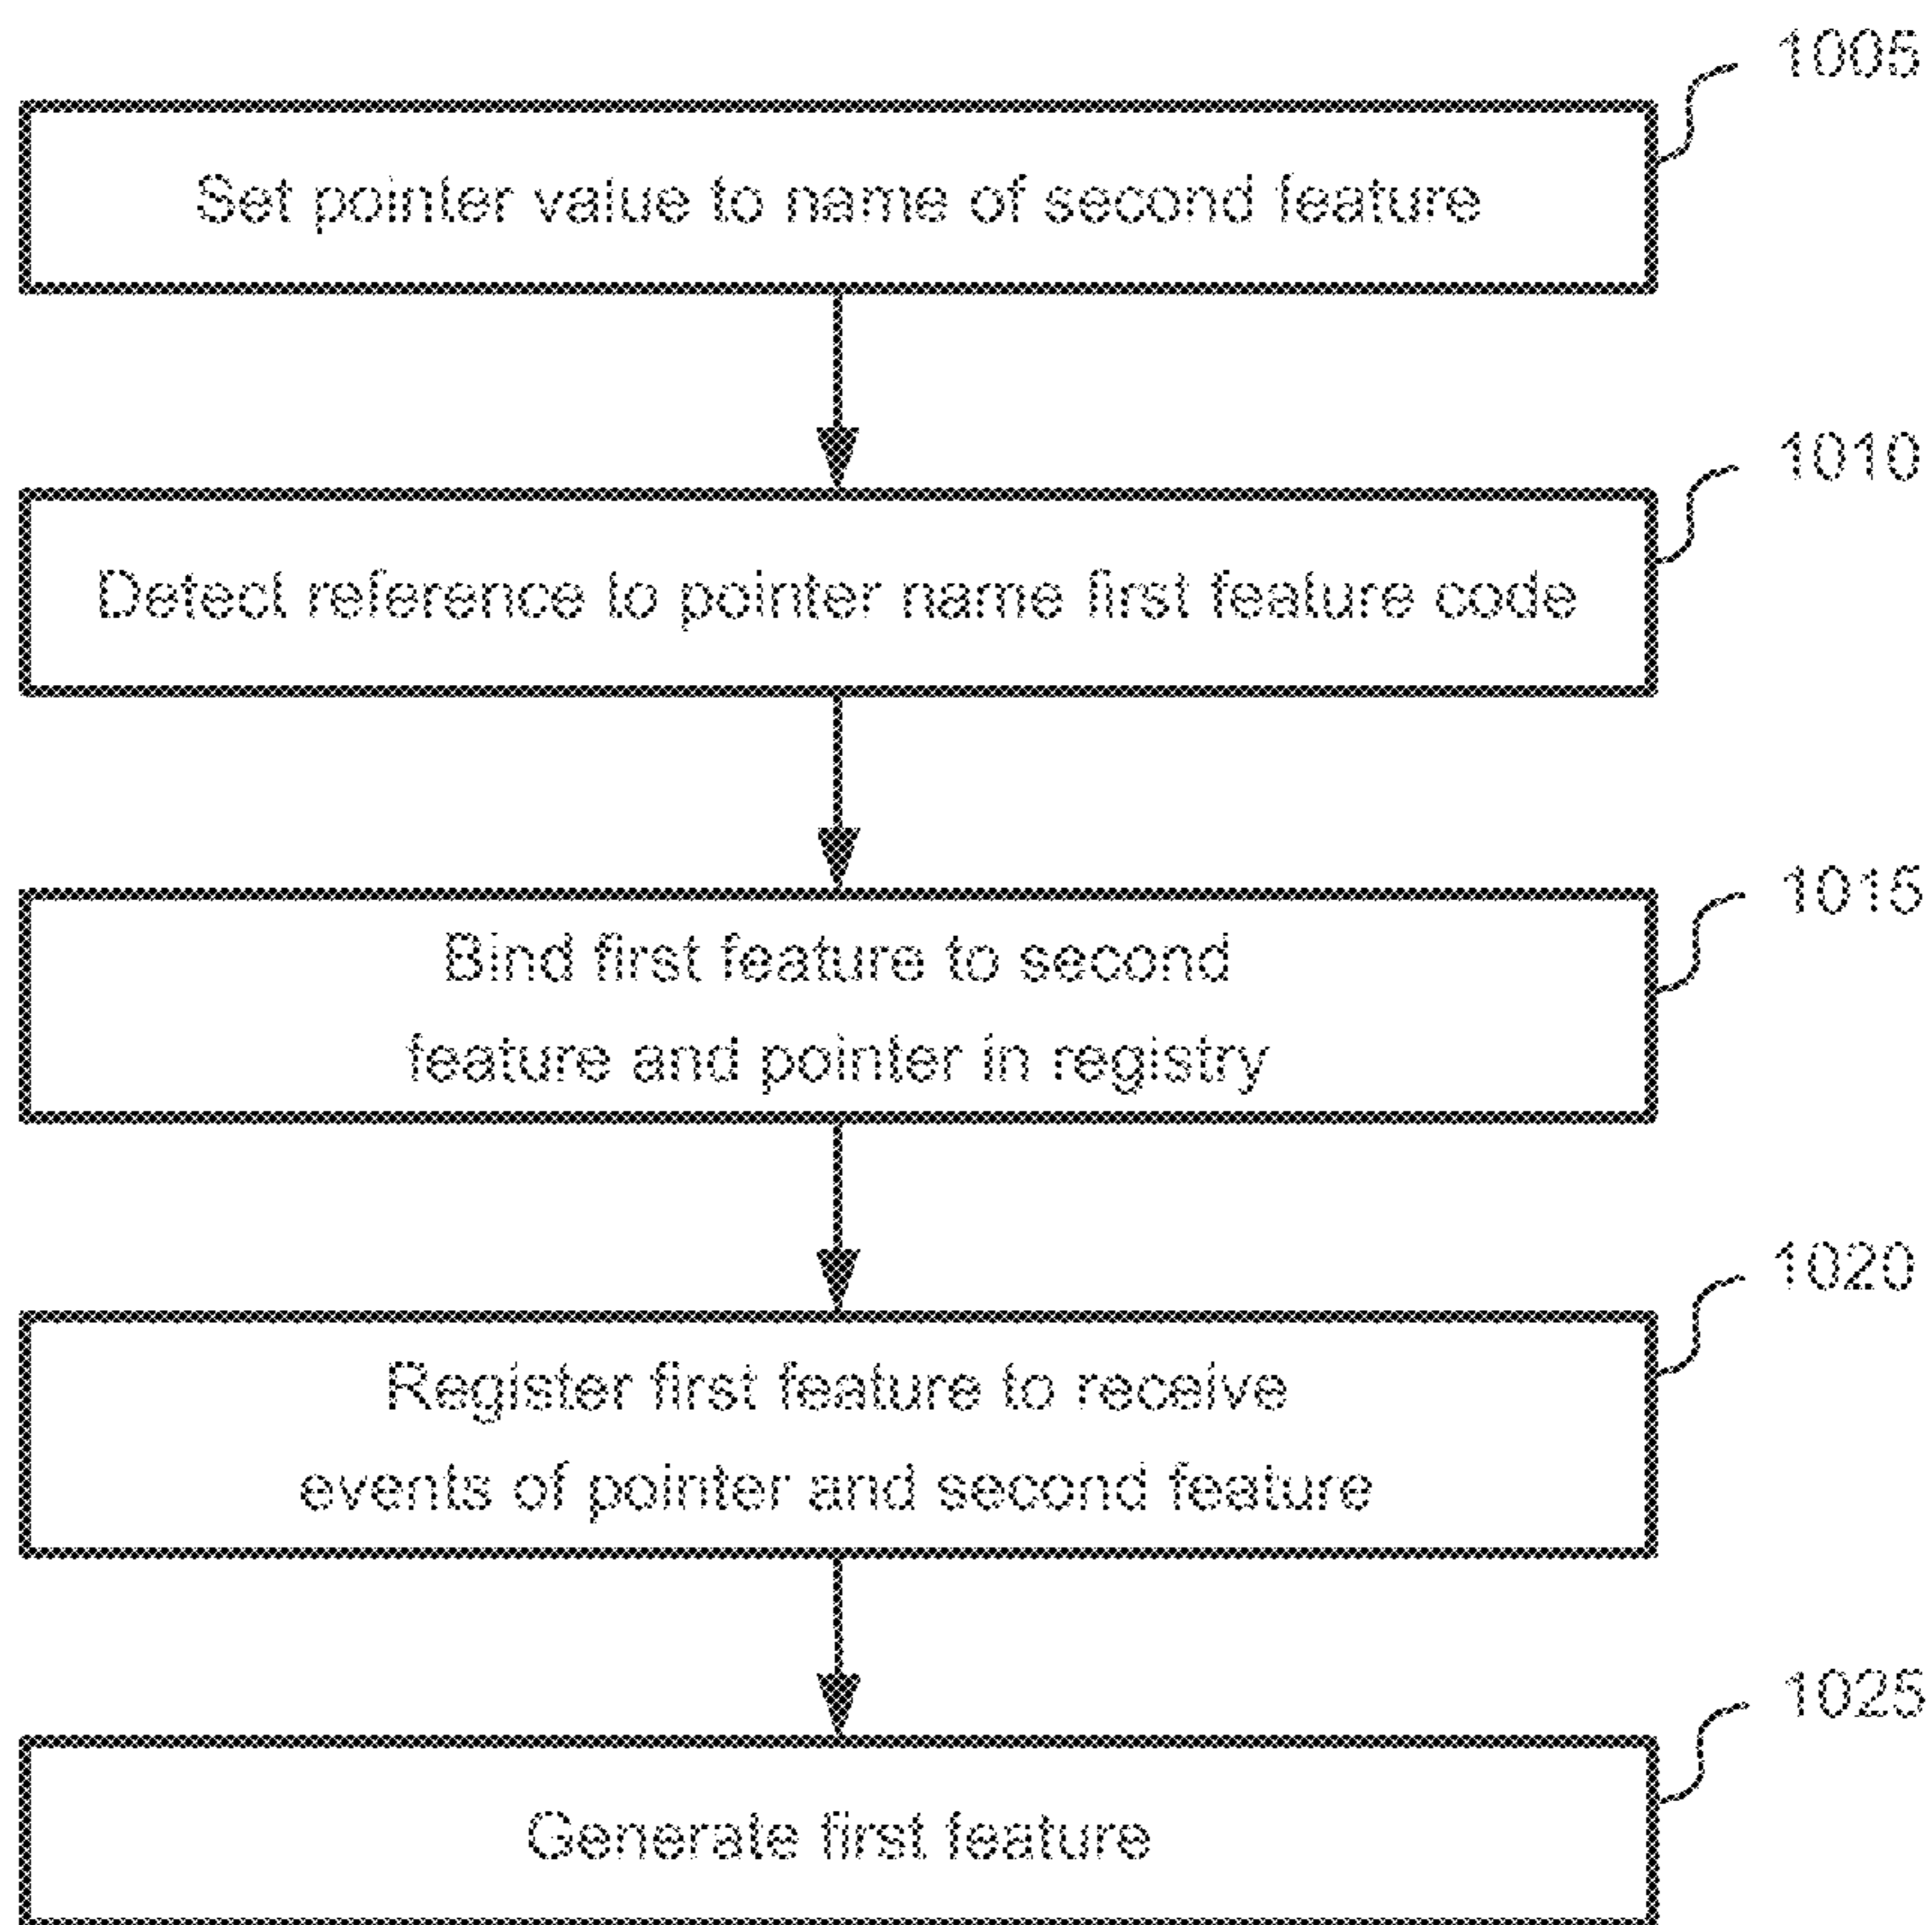 1005
Set pointer value to name of second feature
1010
Detect reference to pointer name first feature code
1015
Bind first feature to second
feature and pointer in registry
1020
Register first feature to receive
events of pointer and second feature
1025
Generate first feature